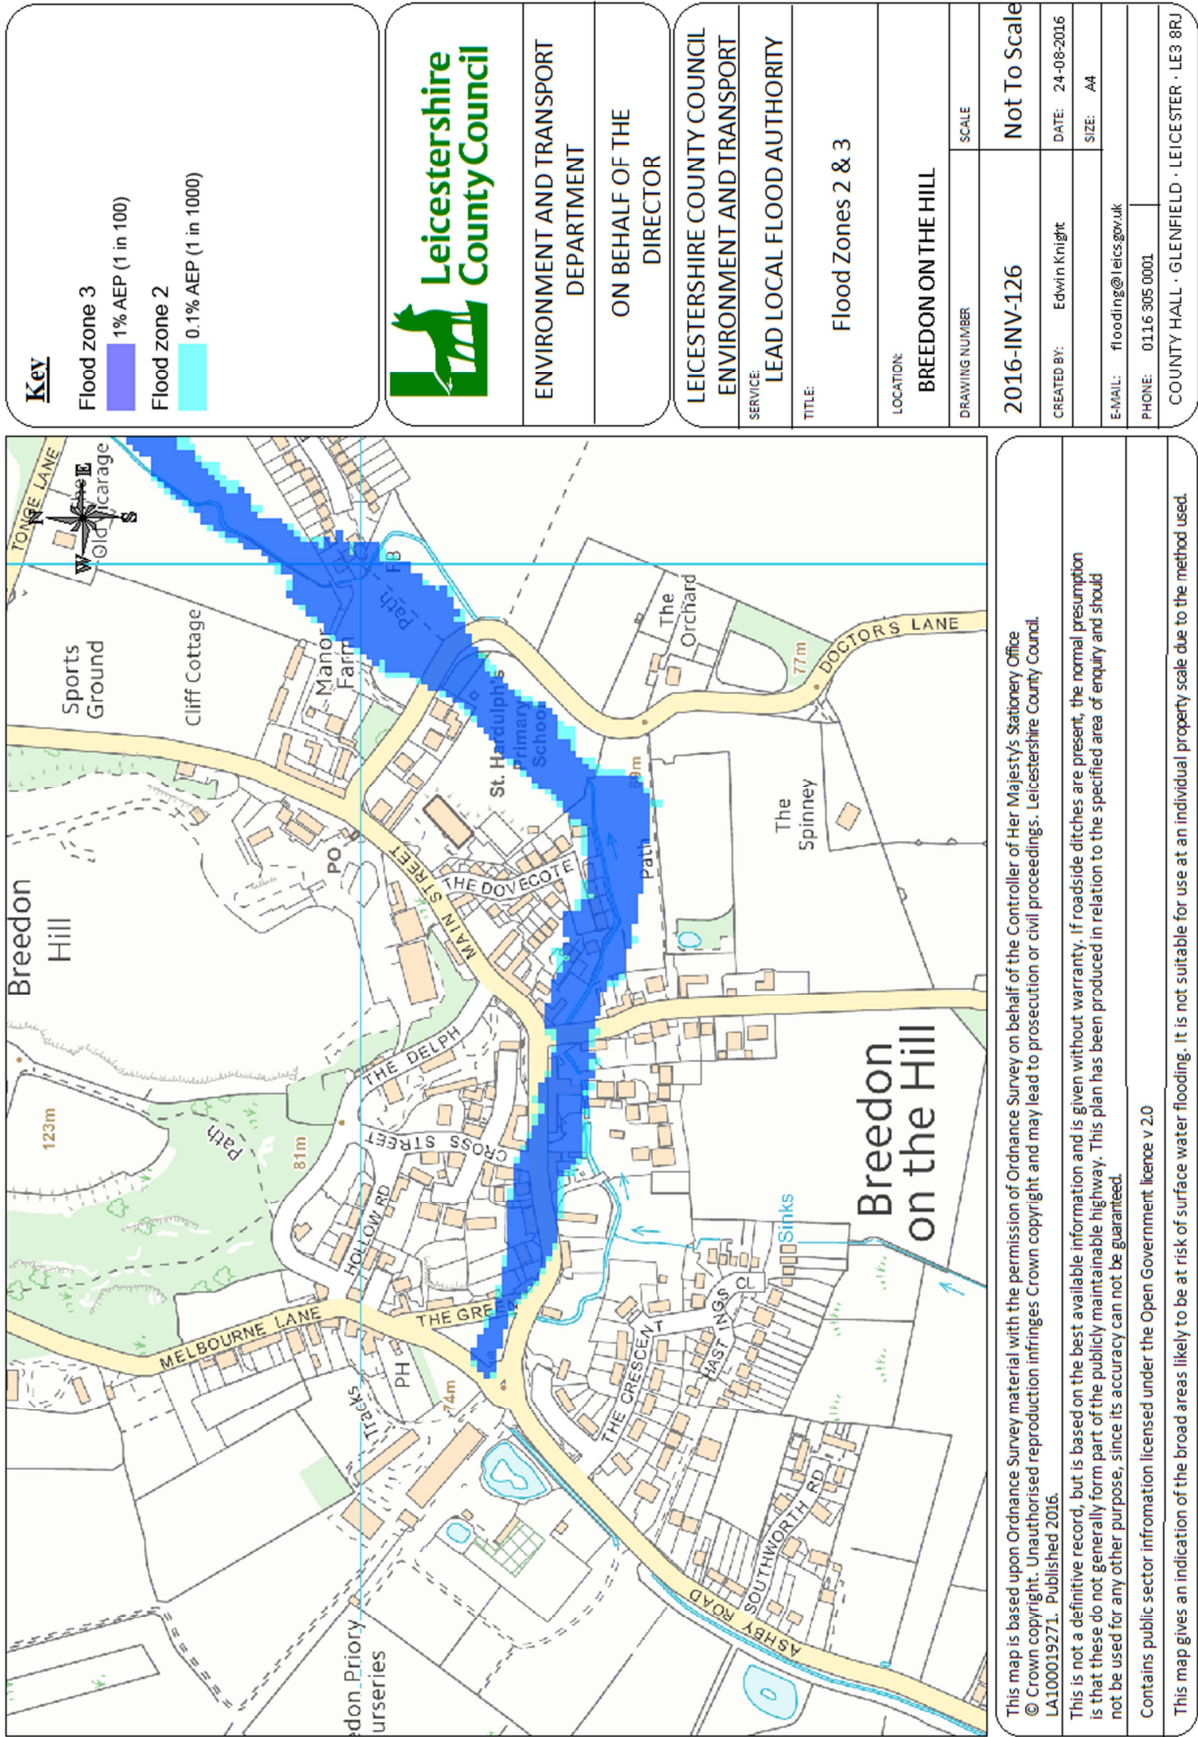 Key
Flood zone 3
1% AEP (1 in 100)
Flood zone 2
0.1% AEP (1 in 1000)
Leicestershire
County Council
ENVIRONMENT AND TRANSPORT
DEPARTMENT
ON BEHALF OF THE
DIRECTOR
LEICESTERSHIRE COUNTY COUNCIL
ENVIRONMENT AND TRANSPORT
SERVICE:
LEAD LOCAL FLOOD AUTHORITY
TITLE:
Flood Zones 2 & 3
LOCATION:
BREEDON ON THE HILL
DRAWING NUMBER
SCALE
2016-INV-126
Not To Scale
CREATED BY:
Edwin Knight
DATE: 24-08-2016
SIZE: A4
E-MAIL: flooding@leics.gov.uk
PHONE: 0116 305 0001
COUNTY HALL · GLENFIELD · LEICESTER · LE3 8RJ
TONGE LANE
N
E
S
W
Old Vicarage
Sports
Ground
Cliff Cottage
Manor
Farm
Path
FB
Breedon
Hill
PO
MAIN STREET
THE DOVECOTE
St. Hardulph's
Primary
School
The
Orchard
77m
DOCTOR'S LANE
The
Spinney
Path
123m
Path
81m
THE DELPH
CROSS STREET
HOLLOW RD
MELBOURNE LANE
THE GREEN
PH
74m
Tracks
Breedon
on the Hill
Sinks
THE CRESCENT
HASTINGS
CL
SOUTHWORTH RD
ASHBY ROAD
edon Priory
urseries
This map is based upon Ordnance Survey material with the permission of Ordnance Survey on behalf of the Controller of Her Majesty's Stationery Office
© Crown copyright. Unauthorised reproduction infringes Crown copyright and may lead to prosecution or civil proceedings. Leicestershire County Council.
LA100019271. Published 2016.
This is not a definitive record, but is based on the best available information and is given without warranty. If roadside ditches are present, the normal presumption
is that these do not generally form part of the publicly maintainable highway. This plan has been produced in relation to the specified area of enquiry and should
not be used for any other purpose, since its accuracy can not be guaranteed.
Contains public sector infromation licensed under the Open Government licence v 2.0
This map gives an indication of the broad areas likely to be at risk of surface water flooding. It is not suitable for use at an individual property scale due to the method used.